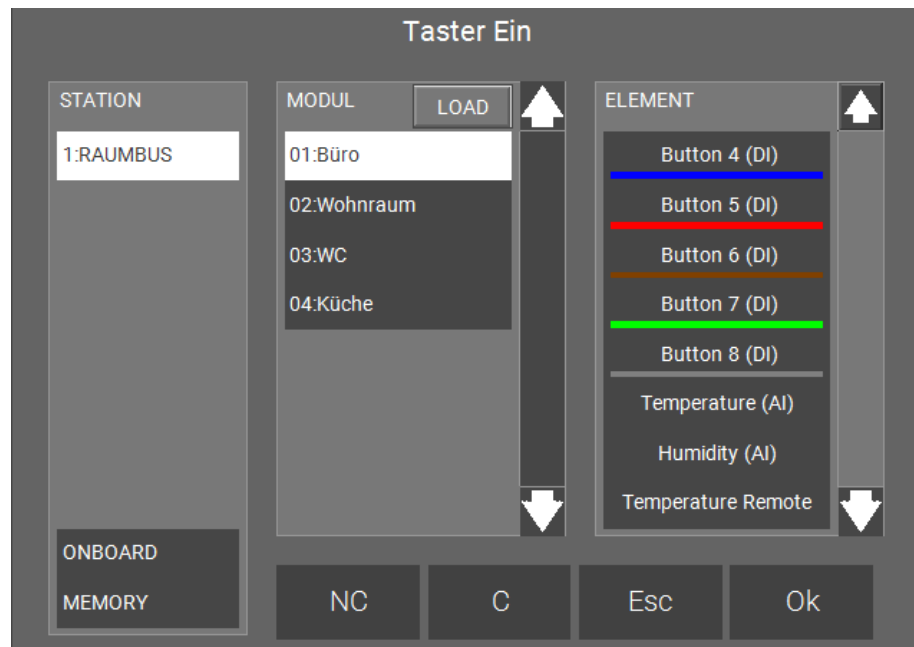 Taster Ein
STATION
1:RAUMBUS
ONBOARD
MEMORY
MODUL
LOAD
01:Büro
02:Wohnraum
03:WC
04:Küche
ELEMENT
Button 4 (DI)
Button 5 (DI)
Button 6 (DI)
Button 7 (DI)
Button 8 (DI)
Temperature (AI)
Humidity (AI)
Temperature Remote
NC
C
Esc
Ok